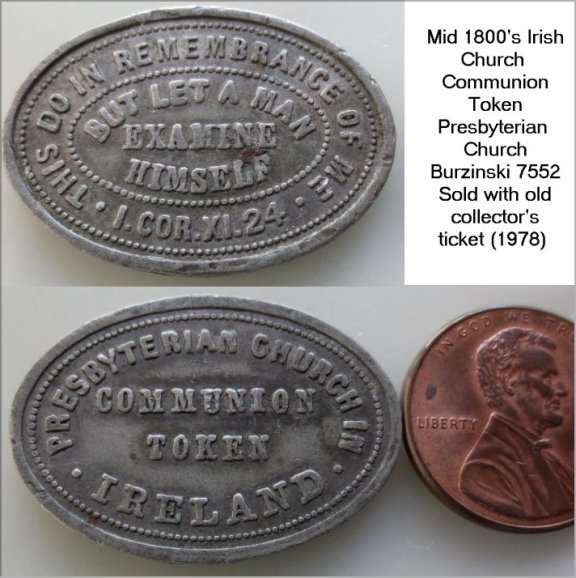 THIS DO IN REMEMBRANCE OF ME
BUT LET A MAN
EXAMINE
HIMSELF
· I.COR.XI.24 ·
Mid 1800's Irish
Church
Communion
Token
Presbyterian
Church
Burzinski 7552
Sold with old
collector's
ticket (1978)
PRESBYTERIAN CHURCH IN
COMMUNION
TOKEN
· IRELAND ·
IN GOD WE TRU
LIBERTY